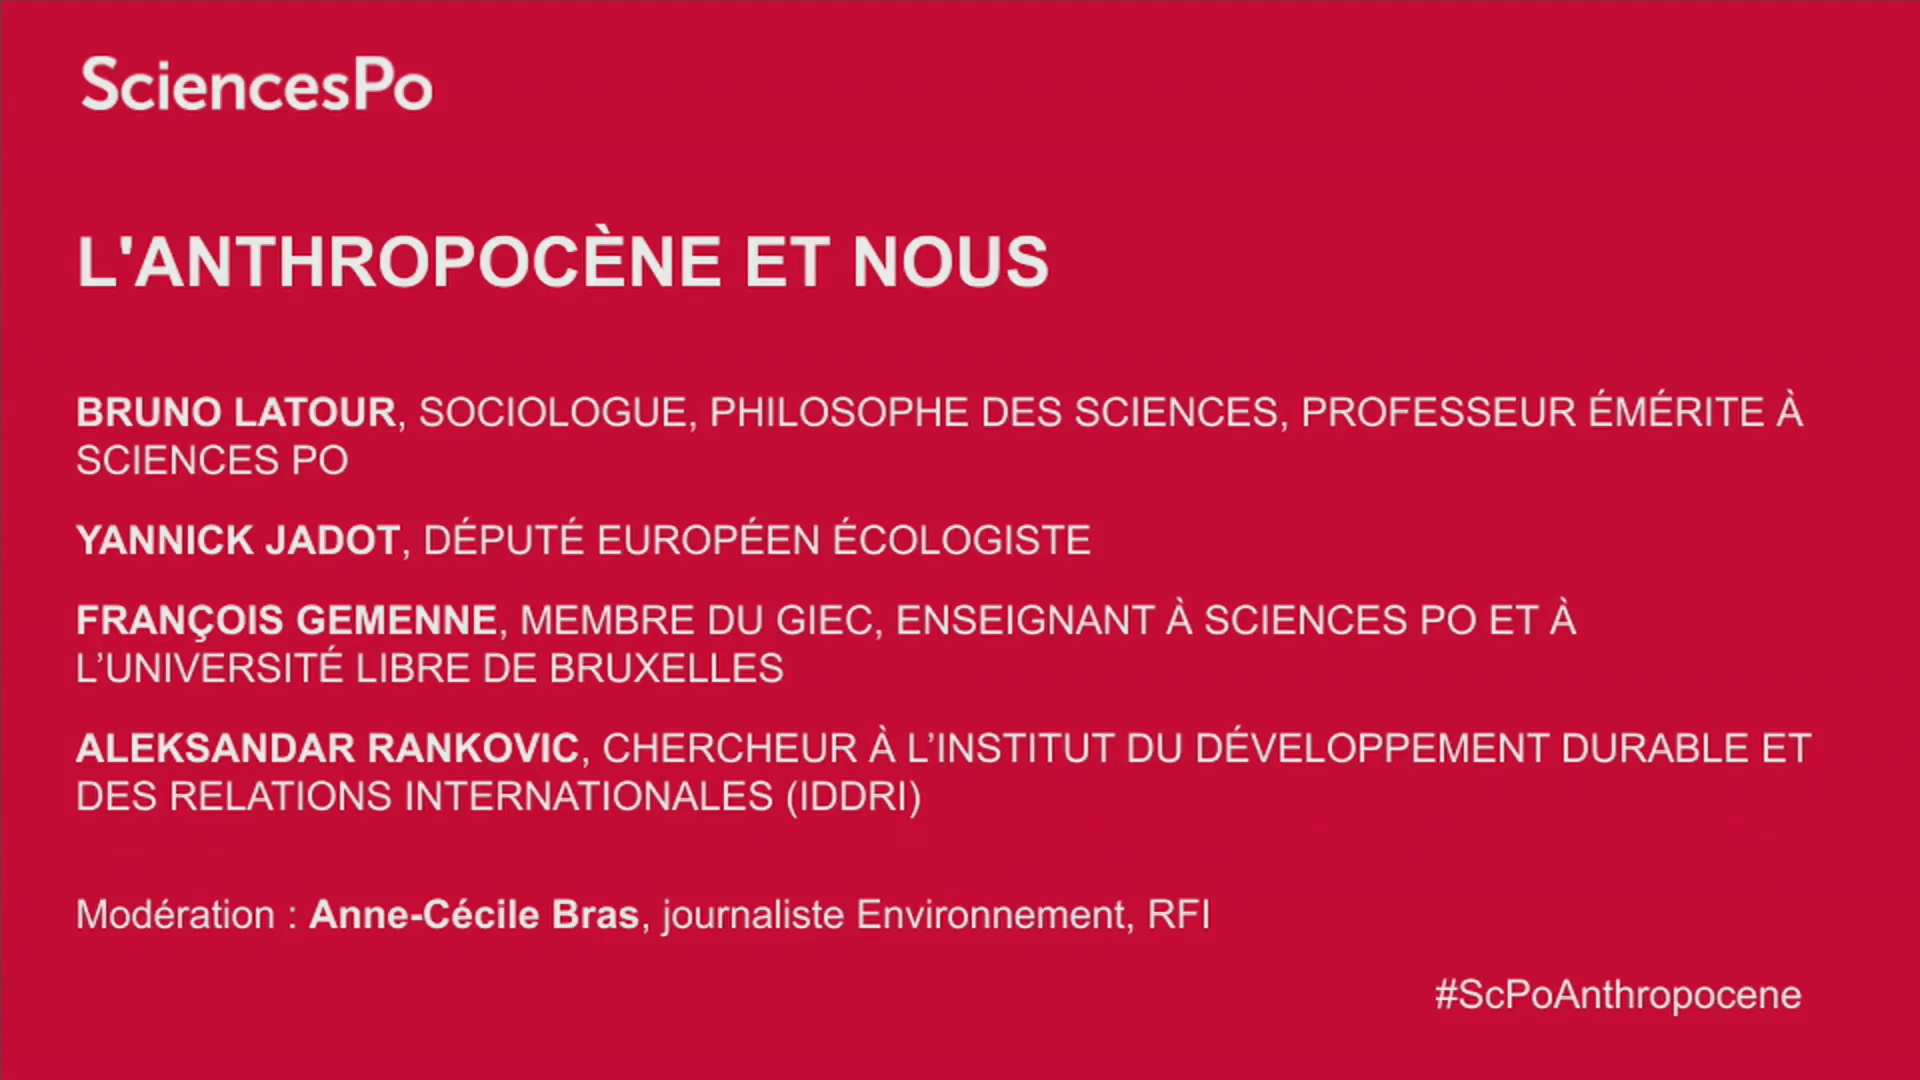 SciencesPo
L'ANTHROPOCÈNE ET NOUS
BRUNO LATOUR, SOCIOLOGUE, PHILOSOPHE DES SCIENCES, PROFESSEUR ÉMÉRITE À
SCIENCES PO
YANNICK JADOT, DÉPUTÉ EUROPÉEN ÉCOLOGISTE
FRANÇOIS GEMENNE, MEMBRE DU GIEC, ENSEIGNANT À SCIENCES PO ET À
L’UNIVERSITÉ LIBRE DE BRUXELLES
ALEKSANDAR RANKOVIC, CHERCHEUR À L’INSTITUT DU DÉVELOPPEMENT DURABLE ET
DES RELATIONS INTERNATIONALES (IDDRI)
Modération : Anne-Cécile Bras, journaliste Environnement, RFI
#ScPoAnthropocene